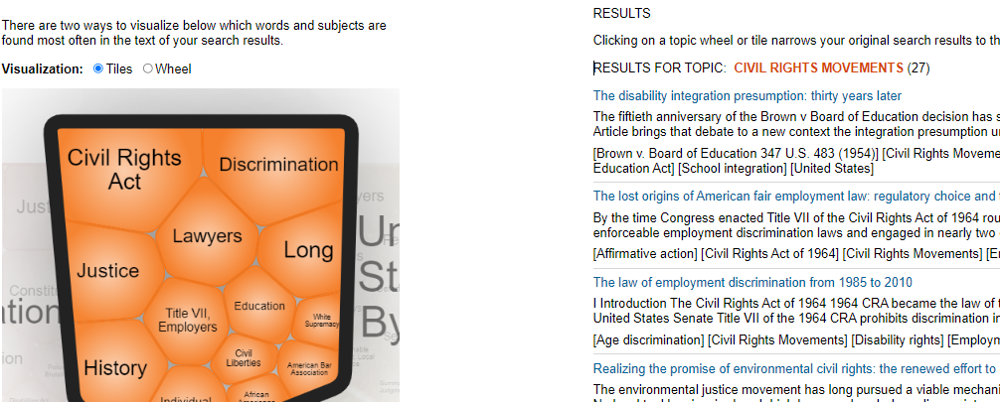 There are two ways to visualize below which words and subjects are
found most often in the text of your search results.
Visualization: Tiles Wheel
Civil Rights
Act
Discrimination
Lawyers
Long
Justice
Title VII,
Employers
Education
White
Supremacy
Civil
Liberties
American Bar
Association
History
Individual
African
Just
yers
Un
Constit
St
ation
By
ion
RESULTS
Clicking on a topic wheel or tile narrows your original search results to th
RESULTS FOR TOPIC: CIVIL RIGHTS MOVEMENTS (27)
The disability integration presumption: thirty years later
The fiftieth anniversary of the Brown v Board of Education decision has s
Article brings that debate to a new context the integration presumption u
[Brown v. Board of Education 347 U.S. 483 (1954)] [Civil Rights Moveme
Education Act] [School integration] [United States]
The lost origins of American fair employment law: regulatory choice and
By the time Congress enacted Title VII of the Civil Rights Act of 1964 rou
enforceable employment discrimination laws and engaged in nearly two
[Affirmative action] [Civil Rights Act of 1964] [Civil Rights Movements] [E
The law of employment discrimination from 1985 to 2010
I Introduction The Civil Rights Act of 1964 1964 CRA became the law of t
United States Senate Title VII of the 1964 CRA prohibits discrimination in
[Age discrimination] [Civil Rights Movements] [Disability rights] [Employm
Realizing the promise of environmental civil rights: the renewed effort to
The environmental justice movement has long pursued a viable mechani